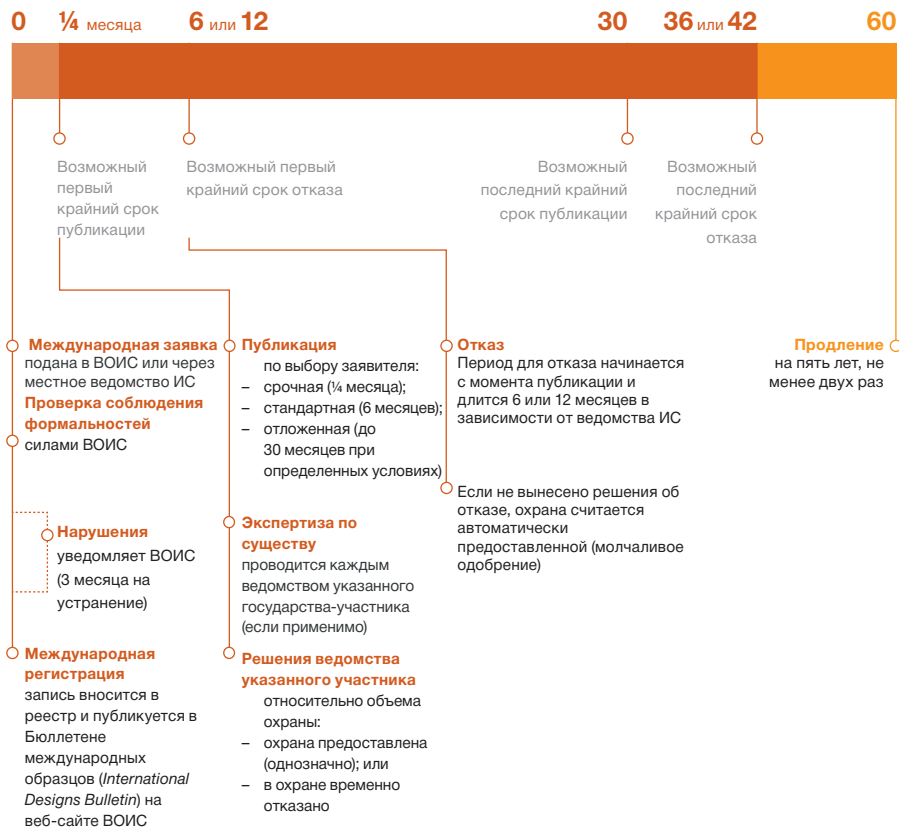 0 ¼ месяца 6 или 12 30 36 или 42 60
Возможный
первый
крайний срок
публикации
Возможный первый
крайний срок отказа
Возможный
последний крайний
срок публикации
Возможный
последний
крайний срок
отказа
Международная заявка
подана в ВОИС или через
местное ведомство ИС
Проверка соблюдения
формальностей
силами ВОИС
Нарушения
уведомляет ВОИС
(3 месяца на
устранение)
Международная
регистрация
запись вносится в
реестр и публикуется в
Бюллетене
международных
образцов (International
Designs Bulletin) на
веб-сайте ВОИС
Публикация
по выбору заявителя:
– срочная (¼ месяца);
– стандартная (6 месяцев);
– отложенная (до
30 месяцев при
определенных условиях)
Экспертиза по
существу
проводится каждым
ведомством указанного
государства-участника
(если применимо)
Решения ведомства
указанного участника
относительно объема
охраны:
– охрана предоставлена
(однозначно); или
– в охране временно
отказано
Отказ
Период для отказа начинается
с момента публикации и
длится 6 или 12 месяцев в
зависимости от ведомства ИС
Если не вынесено решения об
отказе, охрана считается
автоматически
предоставленной (молчаливое
одобрение)
Продление
на пять лет, не
менее двух раз